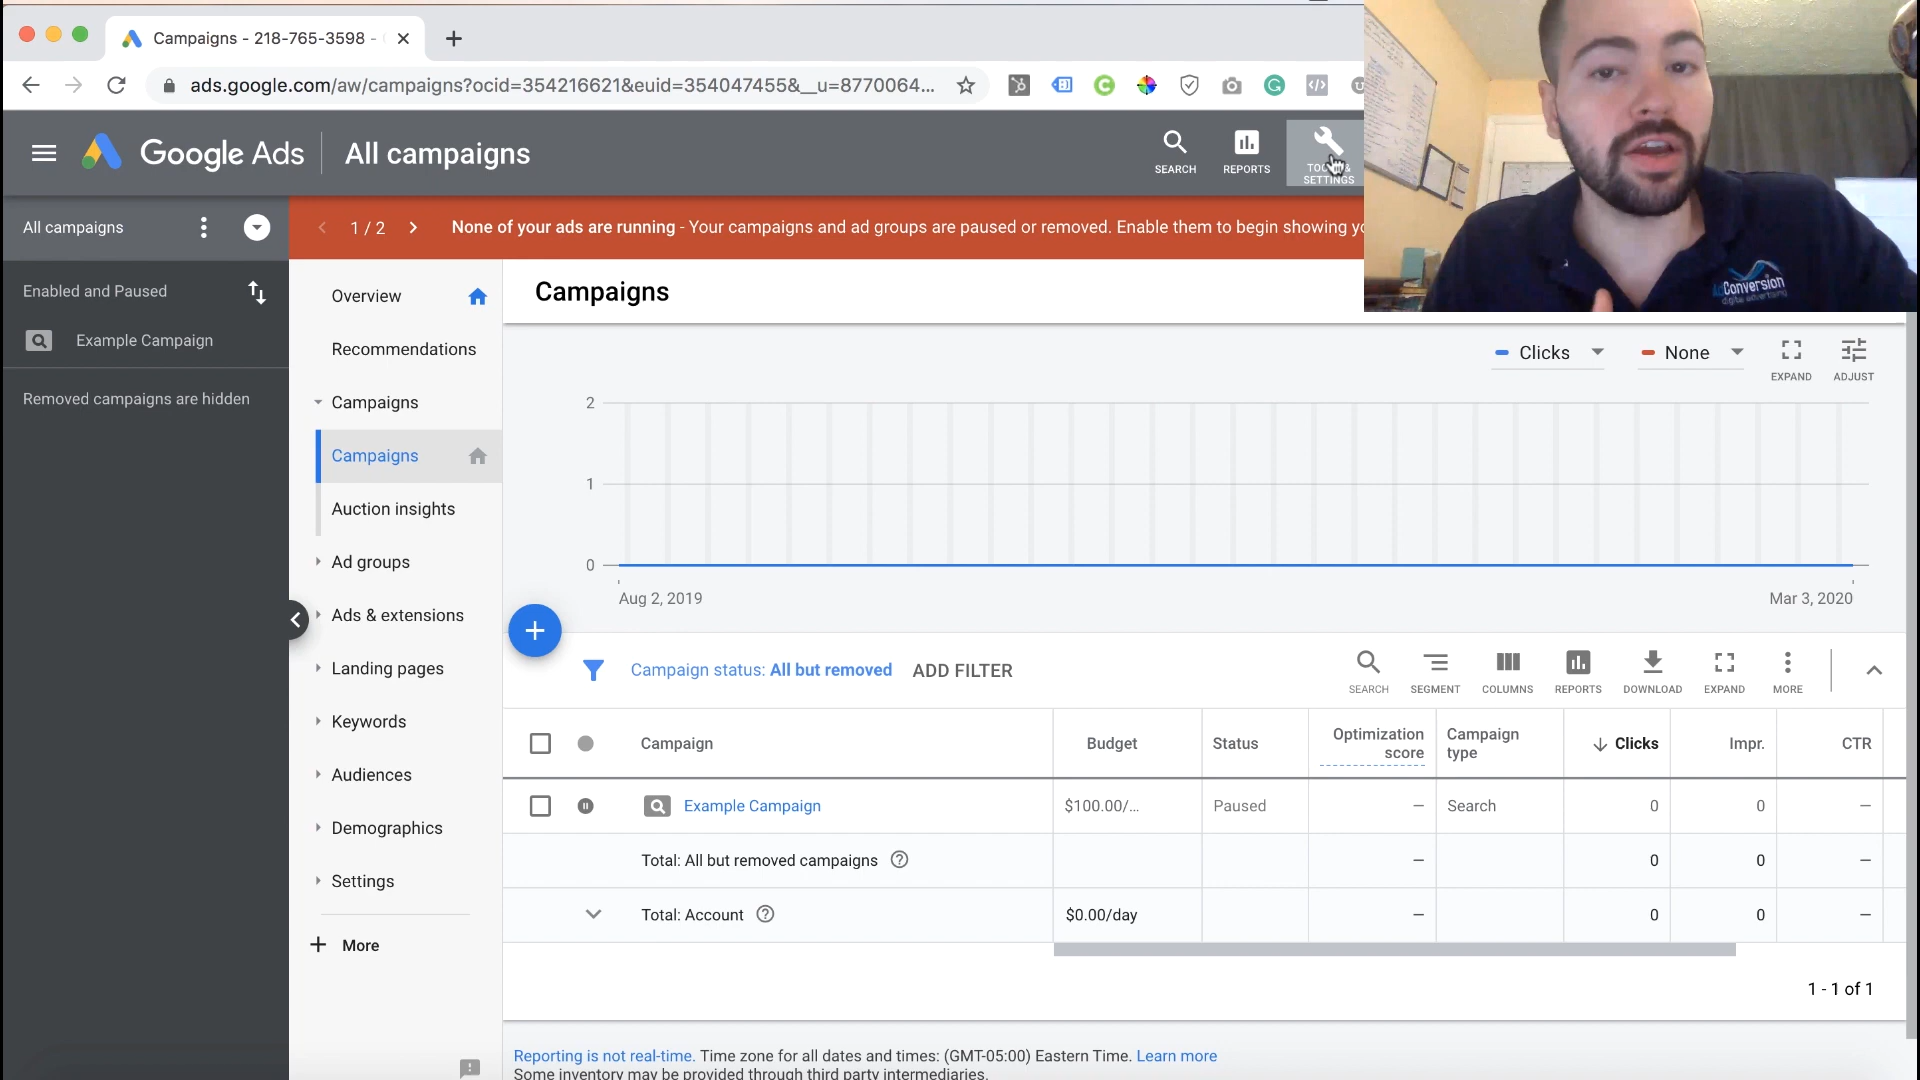 Campaigns - 218-765-3598 -
ads.google.com/aw/campaigns?ocid=354216621&euid=354047455&__u=8770064...
Google Ads
All campaigns
SEARCH
REPORTS
SETTINGS
All campaigns
1 / 2
None of your ads are running - Your campaigns and ad groups are paused or removed. Enable them to begin showing
Enabled and Paused
Example Campaign
Removed campaigns are hidden
Overview
Recommendations
Campaigns
Campaigns
Auction insights
Ad groups
Ads & extensions
Landing pages
Keywords
Audiences
Demographics
Settings
More
Campaigns
Clicks
None
EXPAND
ADJUST
2
1
0
Aug 2, 2019
Mar 3, 2020
Campaign status: All but removed
ADD FILTER
SEARCH
SEGMENT
COLUMNS
REPORTS
DOWNLOAD
EXPAND
MORE
Campaign
Budget
Status
Optimization
score
Campaign
type
Clicks
Impr.
CTR
Example Campaign
$100.00/...
Paused
–
Search
0
0
–
Total: All but removed campaigns
–
0
0
–
Total: Account
$0.00/day
–
0
0
–
1 - 1 of 1
Reporting is not real-time. Time zone for all dates and times: (GMT-05:00) Eastern Time. Learn more
Some inventory may be provided through third party intermediaries.
AdConversion
digital advertising